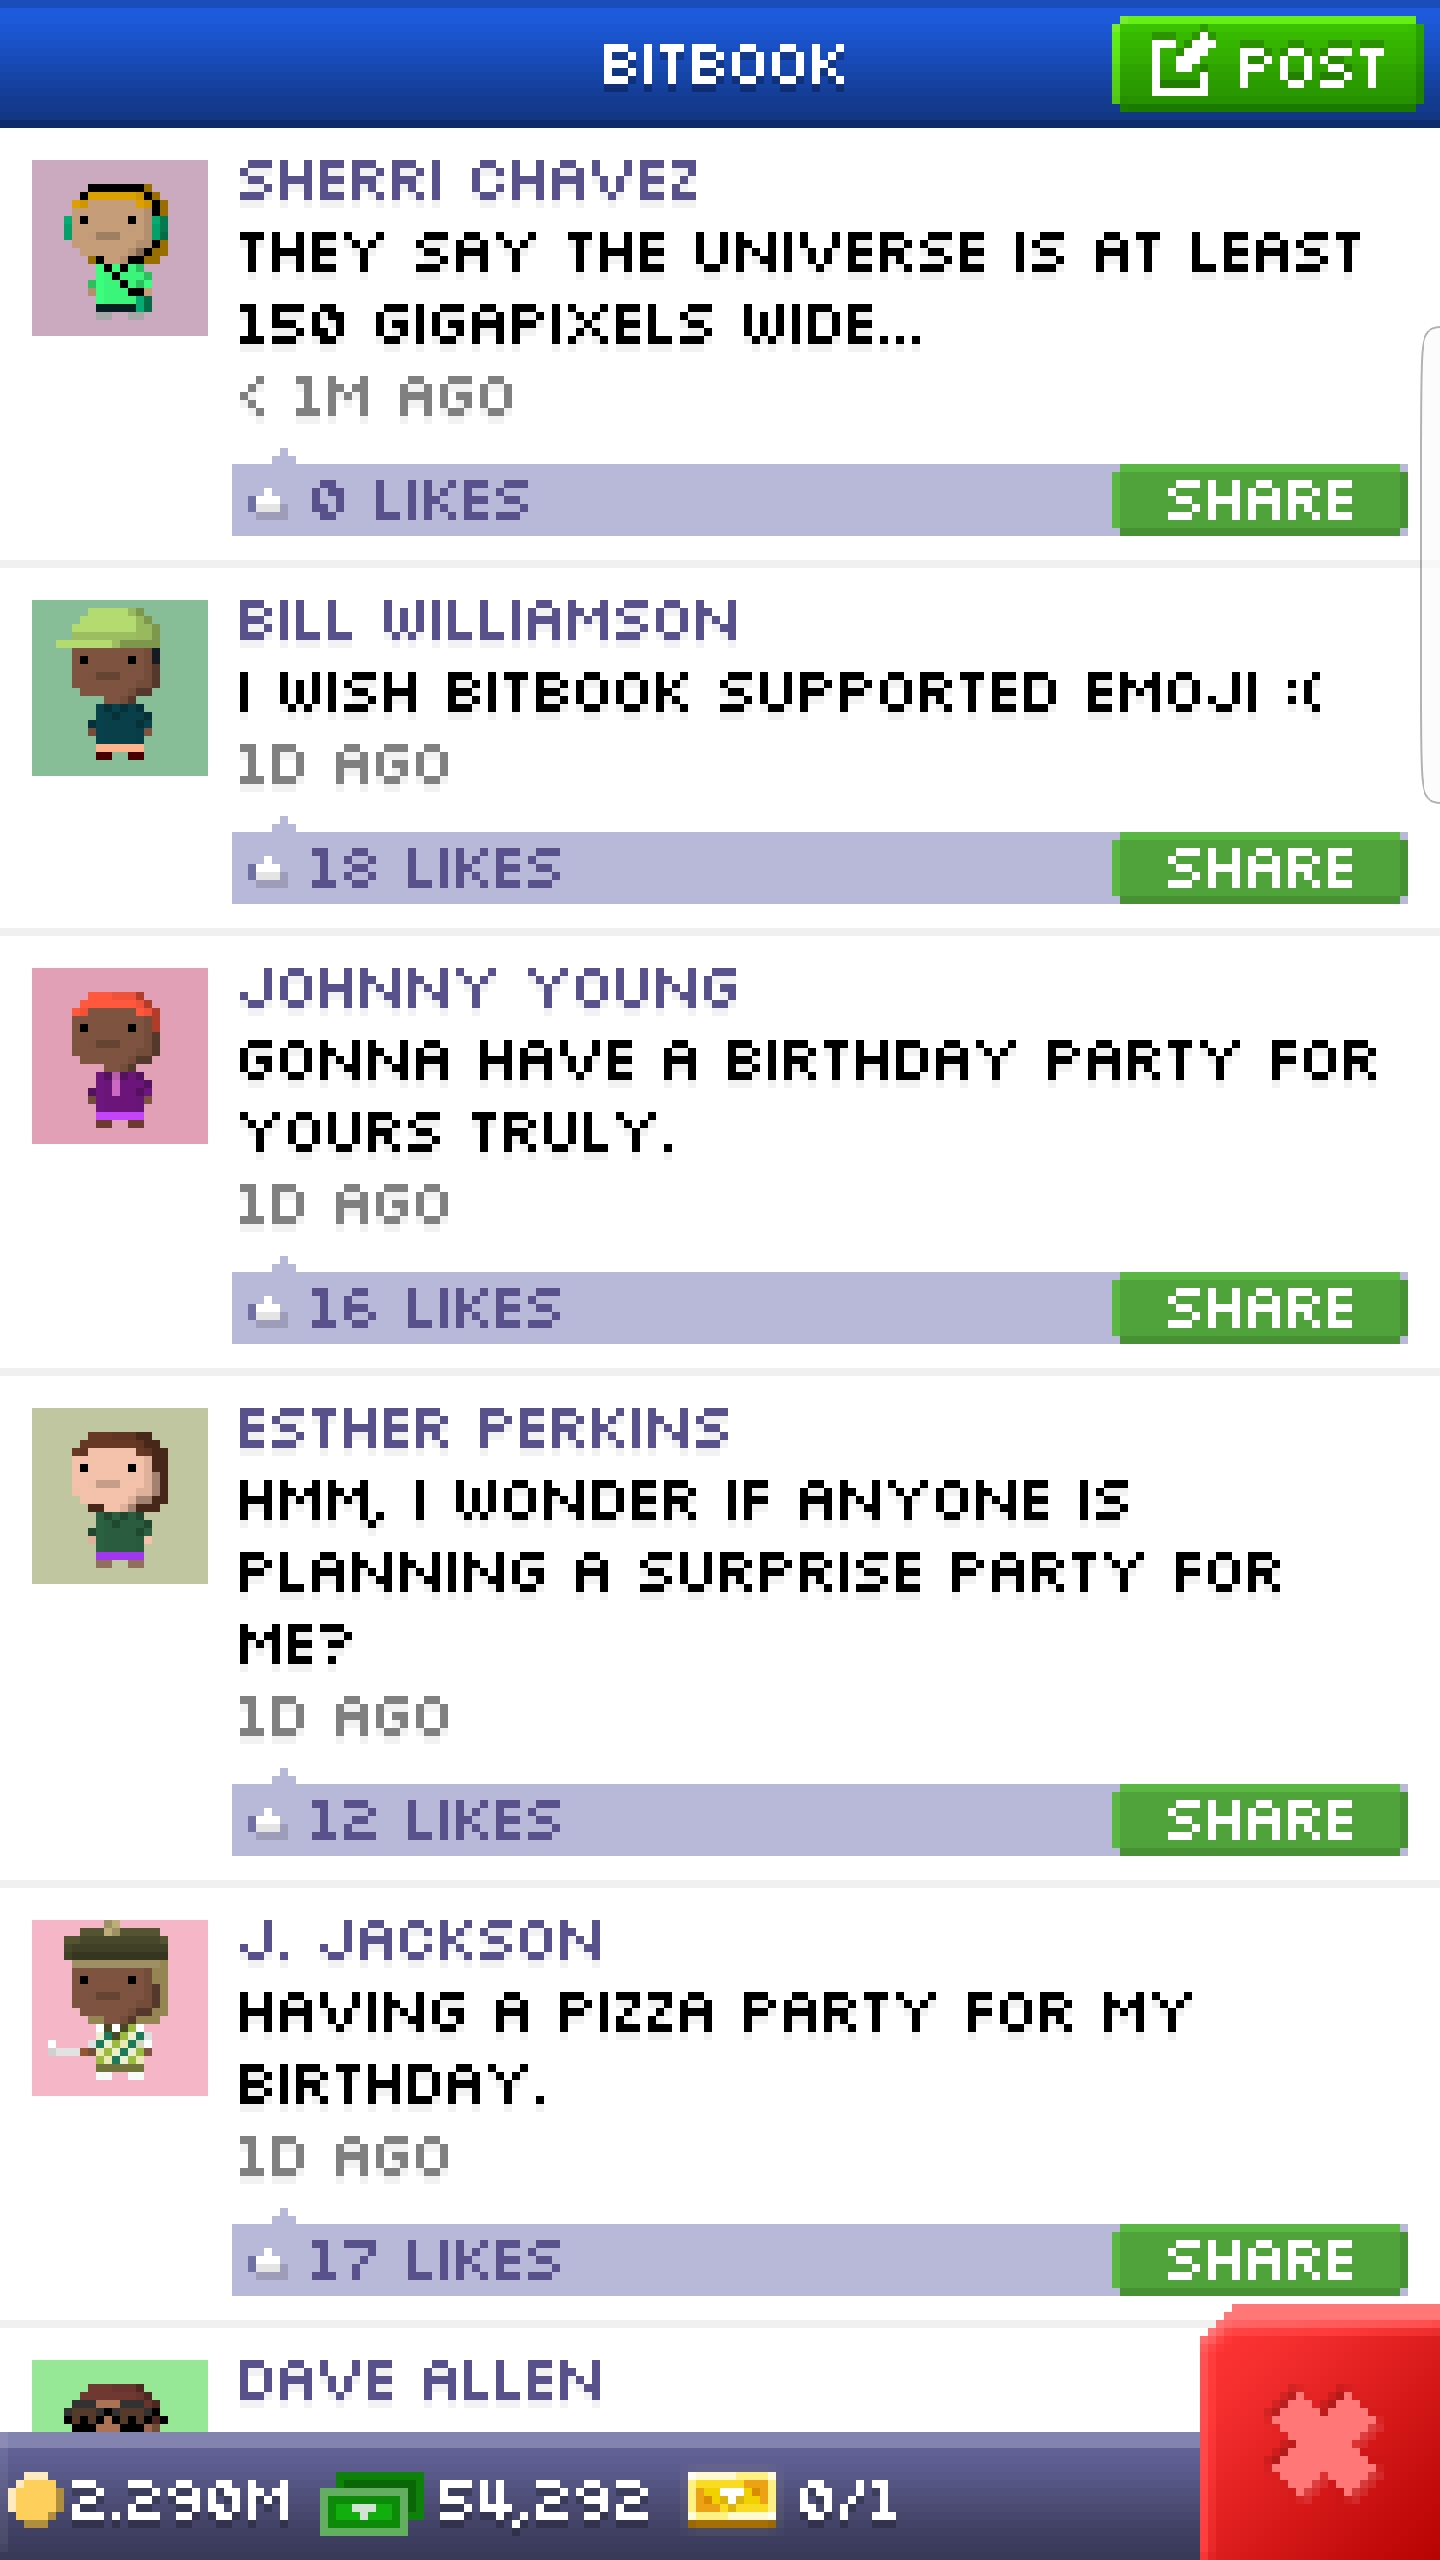 BITBOOK
POST
SHERRI CHAVEZ
THEY SAY THE UNIVERSE IS AT LEAST
150 GIGAPIXELS WIDE...
< 1M AGO
0 LIKES
SHARE
BILL WILLIAMSON
I WISH BITBOOK SUPPORTED EMOJI :(
1D AGO
18 LIKES
SHARE
JOHNNY YOUNG
GONNA HAVE A BIRTHDAY PARTY FOR
YOURS TRULY.
1D AGO
16 LIKES
SHARE
ESTHER PERKINS
HMM, I WONDER IF ANYONE IS
PLANNING A SURPRISE PARTY FOR
ME?
1D AGO
12 LIKES
SHARE
J. JACKSON
HAVING A PIZZA PARTY FOR MY
BIRTHDAY.
1D AGO
17 LIKES
SHARE
DAVE ALLEN
2.290M 54,292 0/1